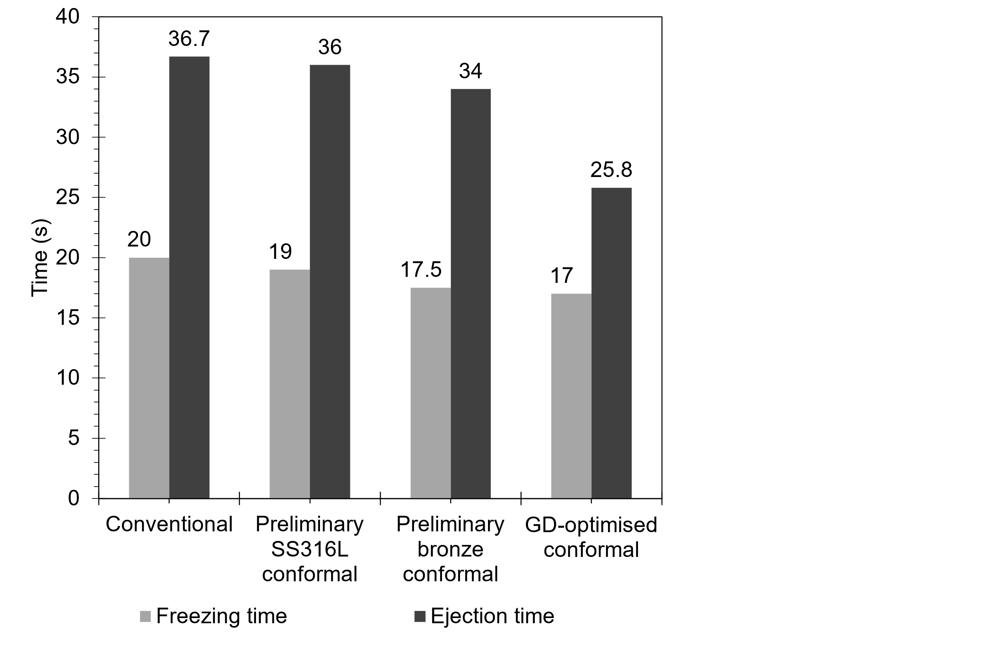 40
35
30
25
20
15
10
5
0
Time (s)
36.7
36
34
25.8
20
19
17.5
17
Conventional
Preliminary
SS316L
conformal
Preliminary
bronze
conformal
GD-optimised
conformal
Freezing time
Ejection time